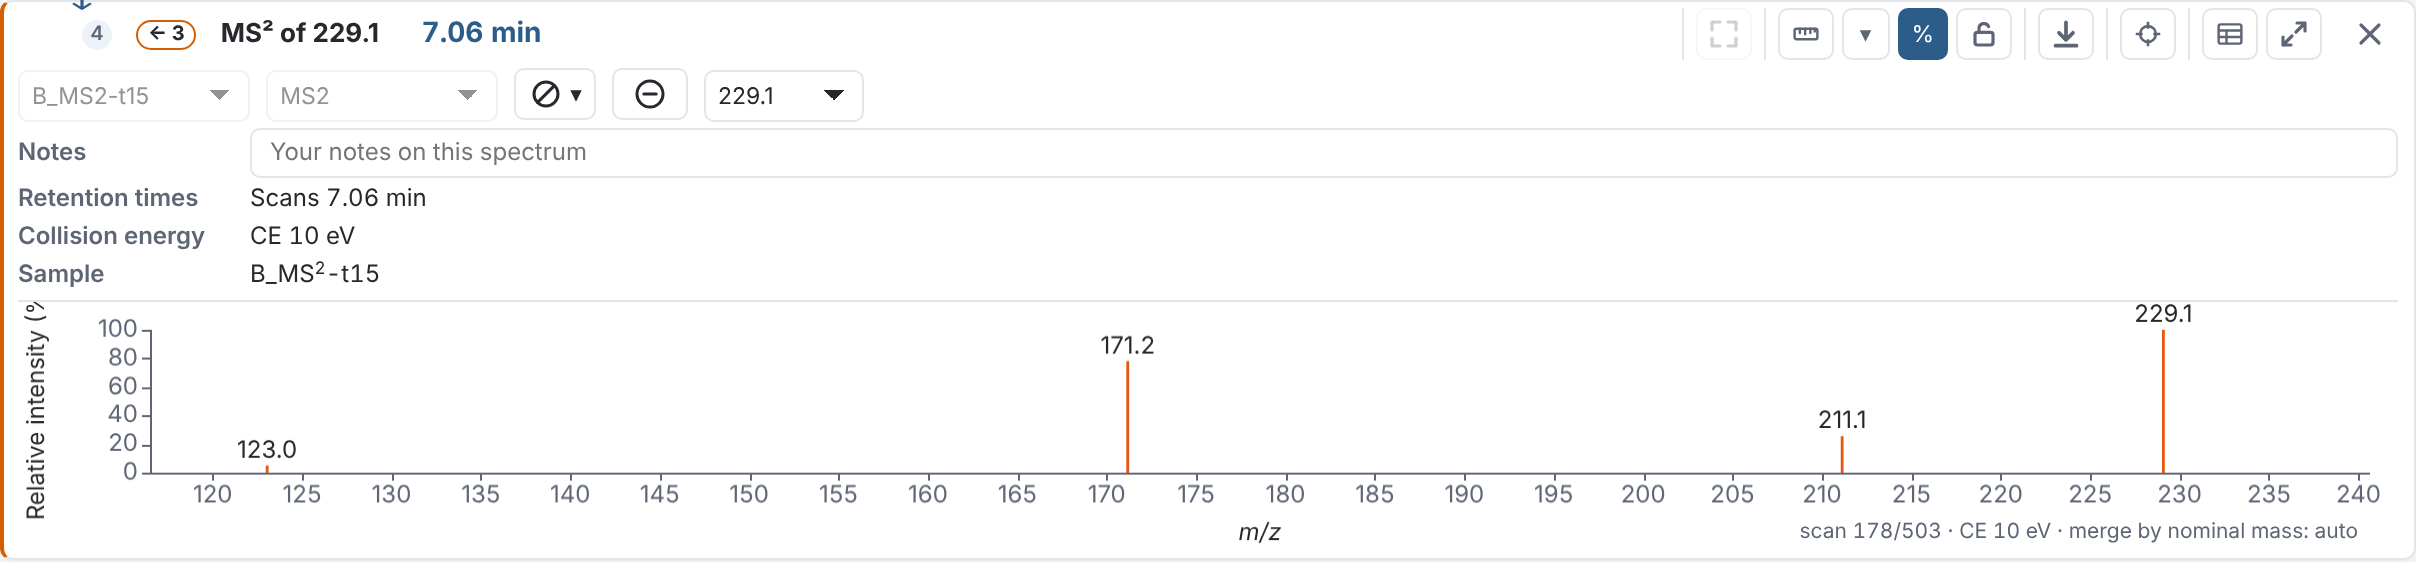 4 ← 3 MS² of 229.1 7.06 min %
B_MS2-t15 MS2 229.1
Notes Your notes on this spectrum
Retention times Scans 7.06 min
Collision energy CE 10 eV
Sample B_MS²-t15
Relative intensity (%
100
80
60
40
20
0
123.0
171.2
211.1
229.1
120 125 130 135 140 145 150 155 160 165 170 175 180 185 190 195 200 205 210 215 220 225 230 235 240
m/z
scan 178/503 · CE 10 eV · merge by nominal mass: auto